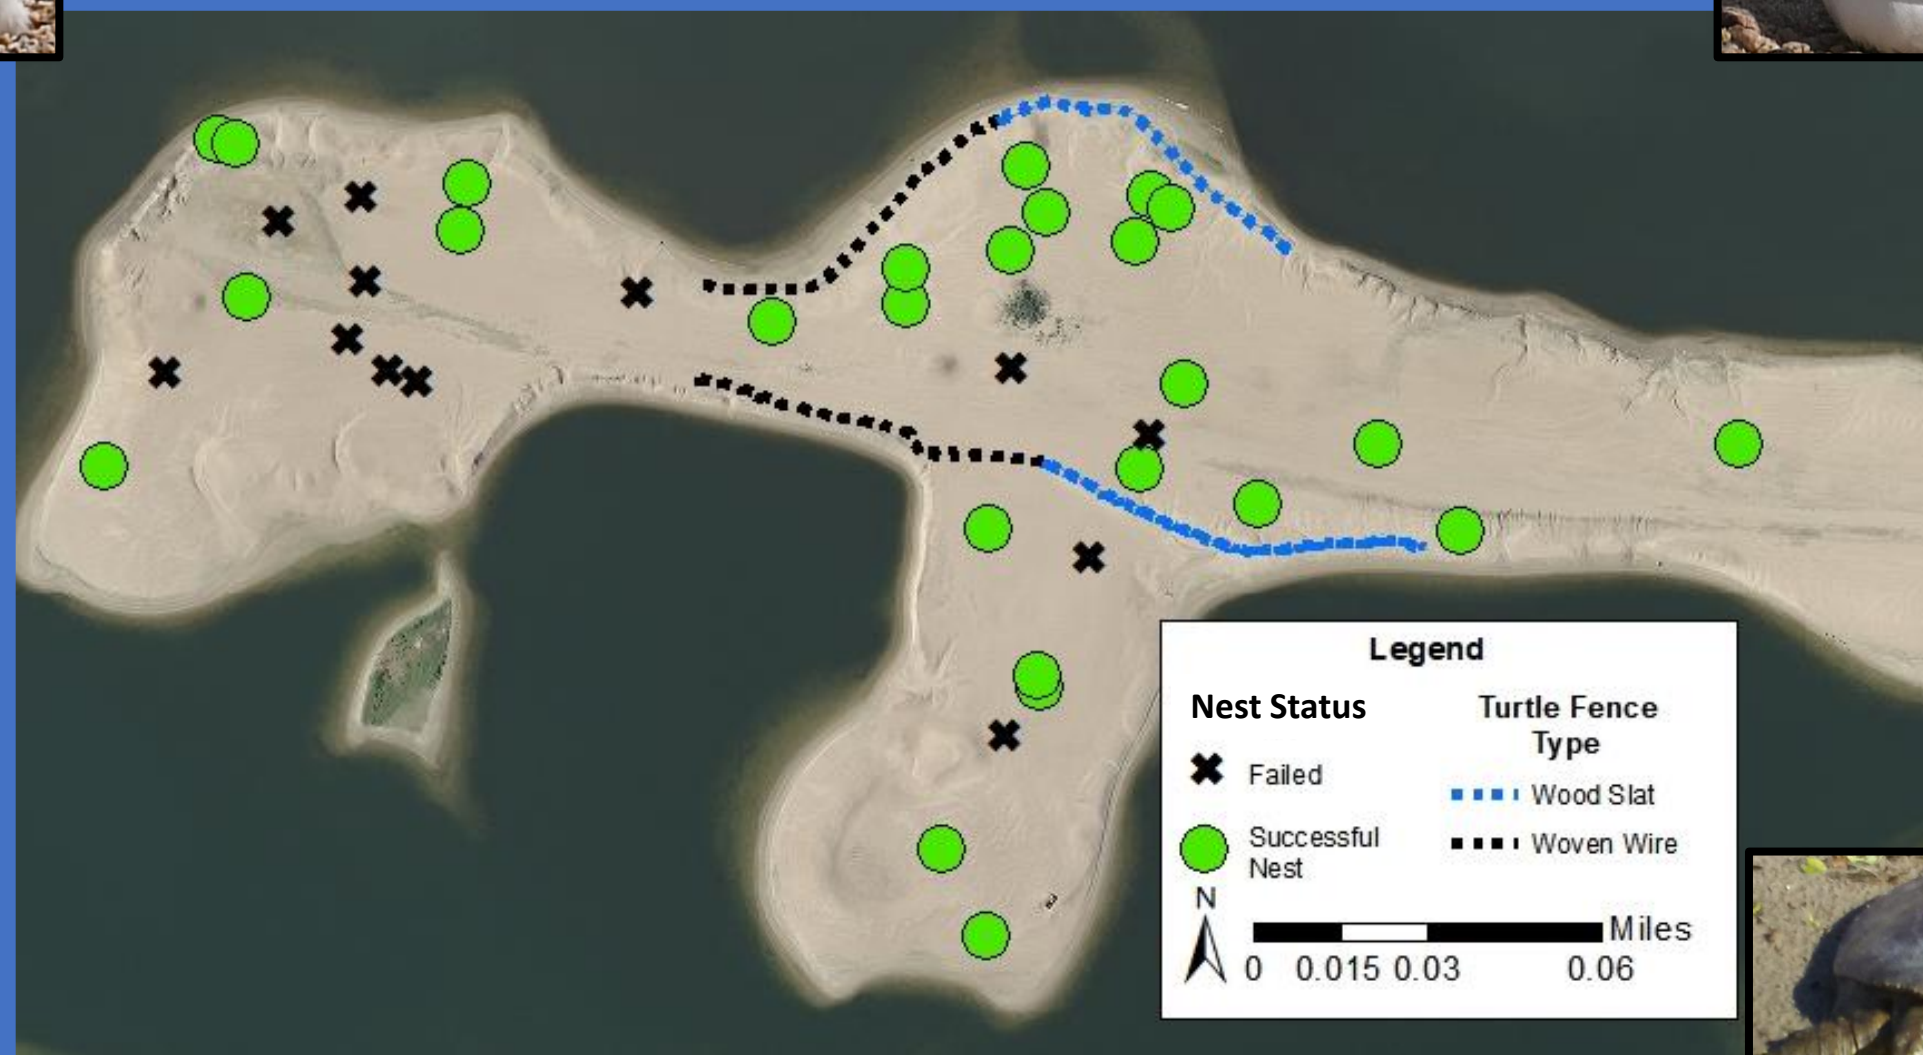 Legend
Nest Status
Failed
Successful
Nest
Turtle Fence
Type
Wood Slat
Woven Wire
N
Miles
0 0.015 0.03 0.06